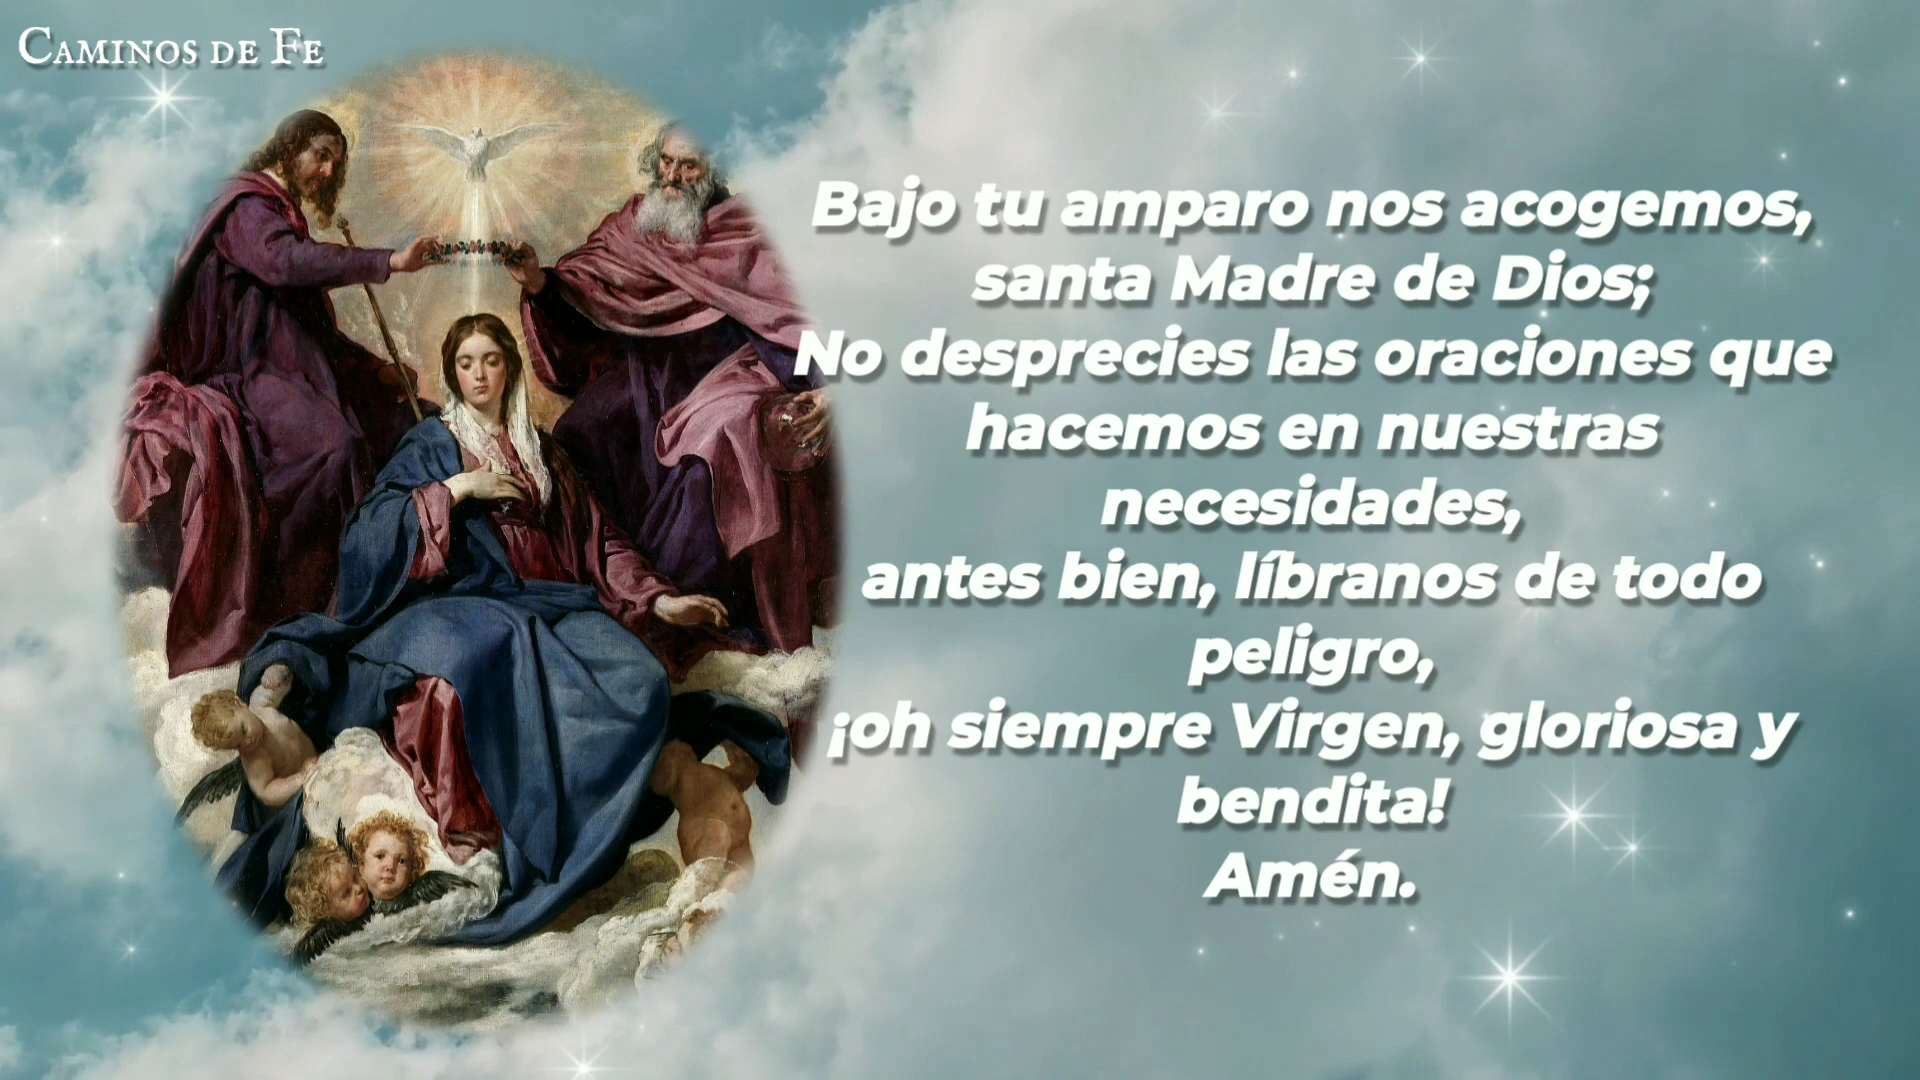 Caminos de Fe
Bajo tu amparo nos acogemos,
santa Madre de Dios;
No desprecies las oraciones que
hacemos en nuestras
necesidades,
antes bien, líbranos de todo
peligro,
¡oh siempre Virgen, gloriosa y
bendita!
Amén.